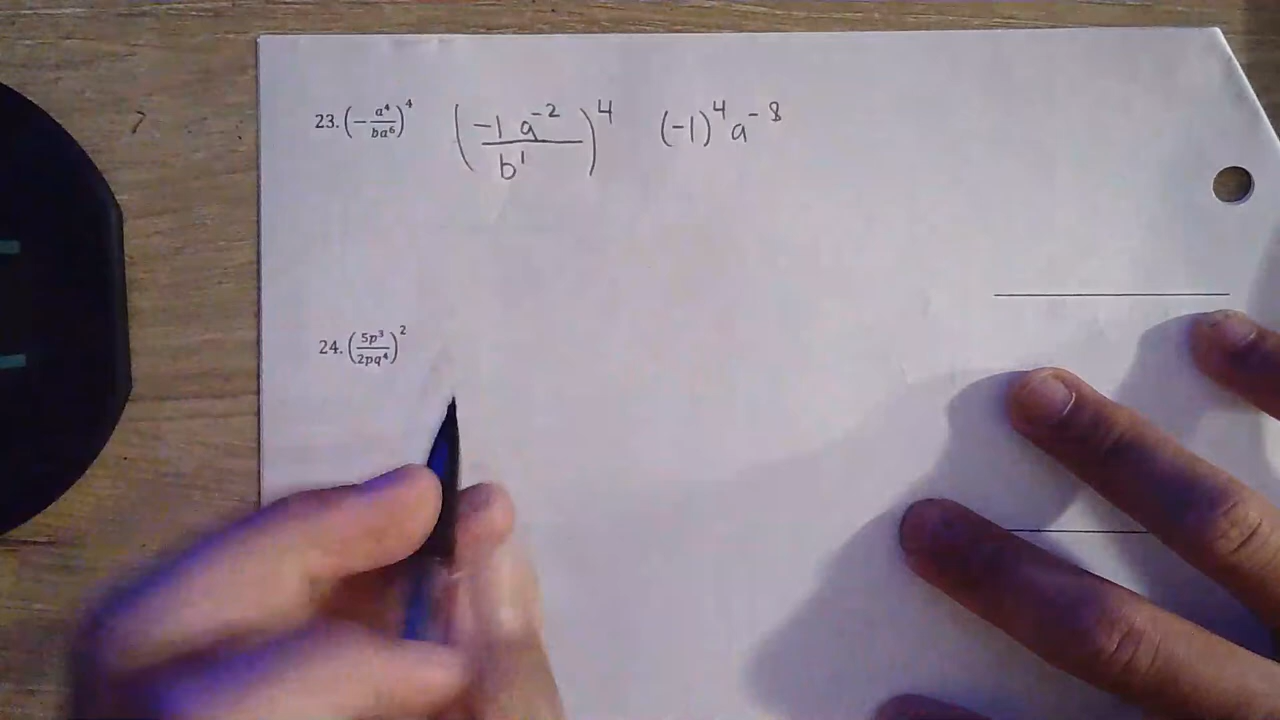 23. (-a⁴/ba⁶)⁴ (-1 a⁻²/b¹)⁴ (-1)⁴ a⁻⁸
24. (5p³/2pq⁴)²